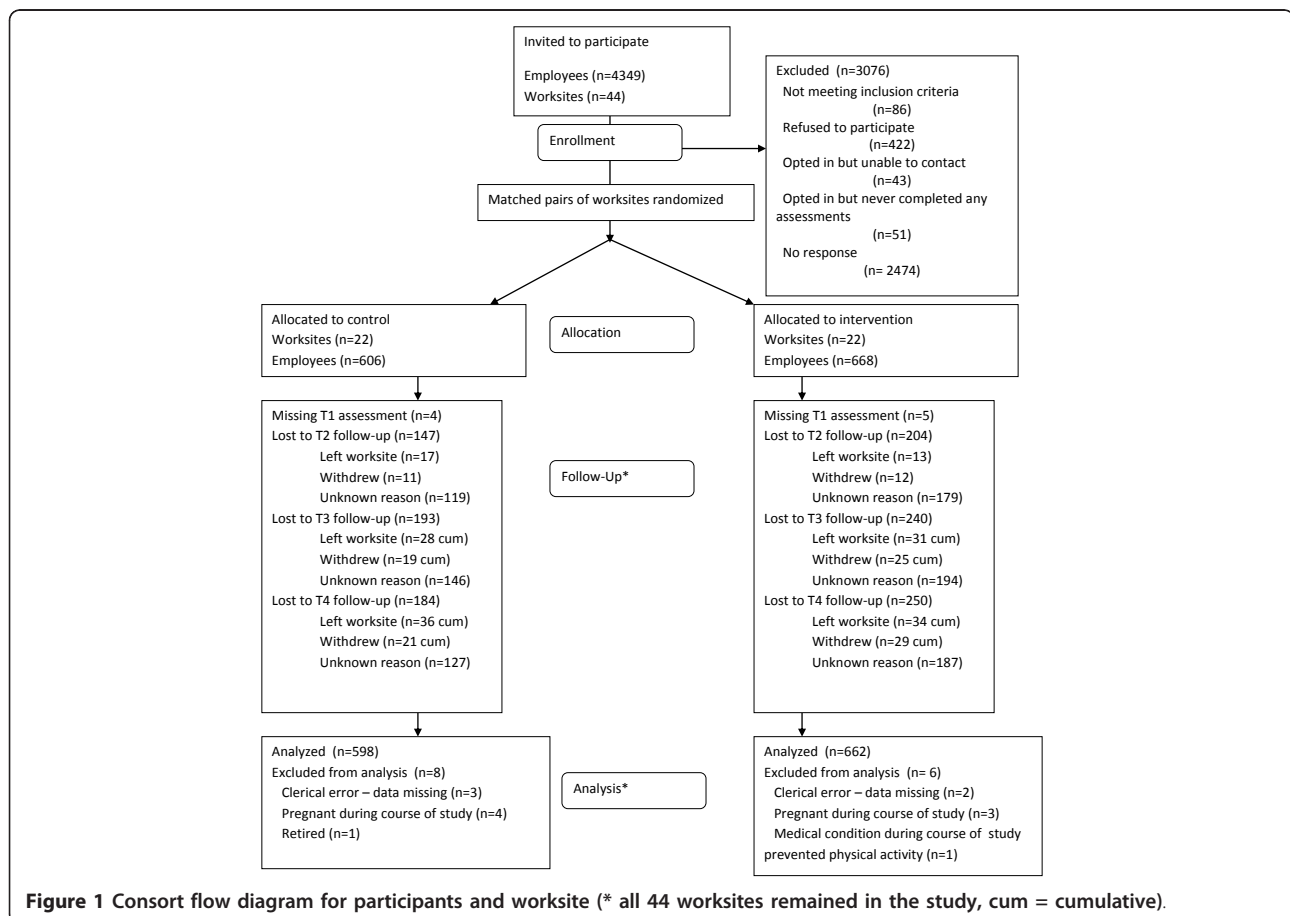 Invited to participate
Employees (n=4349)
Worksites (n=44)
Excluded (n=3076)
Not meeting inclusion criteria
(n=86)
Refused to participate
(n=422)
Opted in but unable to contact
(n=43)
Opted in but never completed any
assessments
(n=51)
No response
(n= 2474)
Enrollment
Matched pairs of worksites randomized
Allocated to control
Worksites (n=22)
Employees (n=606)
Allocation
Allocated to intervention
Worksites (n=22)
Employees (n=668)
Missing T1 assessment (n=4)
Lost to T2 follow-up (n=147)
Left worksite (n=17)
Withdrew (n=11)
Unknown reason (n=119)
Lost to T3 follow-up (n=193)
Left worksite (n=28 cum)
Withdrew (n=19 cum)
Unknown reason (n=146)
Lost to T4 follow-up (n=184)
Left worksite (n=36 cum)
Withdrew (n=21 cum)
Unknown reason (n=127)
Follow-Up*
Missing T1 assessment (n=5)
Lost to T2 follow-up (n=204)
Left worksite (n=13)
Withdrew (n=12)
Unknown reason (n=179)
Lost to T3 follow-up (n=240)
Left worksite (n=31 cum)
Withdrew (n=25 cum)
Unknown reason (n=194)
Lost to T4 follow-up (n=250)
Left worksite (n=34 cum)
Withdrew (n=29 cum)
Unknown reason (n=187)
Analyzed (n=598)
Excluded from analysis (n=8)
Clerical error – data missing (n=3)
Pregnant during course of study (n=4)
Retired (n=1)
Analysis*
Analyzed (n=662)
Excluded from analysis (n= 6)
Clerical error – data missing (n=2)
Pregnant during course of study (n=3)
Medical condition during course of study
prevented physical activity (n=1)
Figure 1 Consort flow diagram for participants and worksite (* all 44 worksites remained in the study, cum = cumulative).